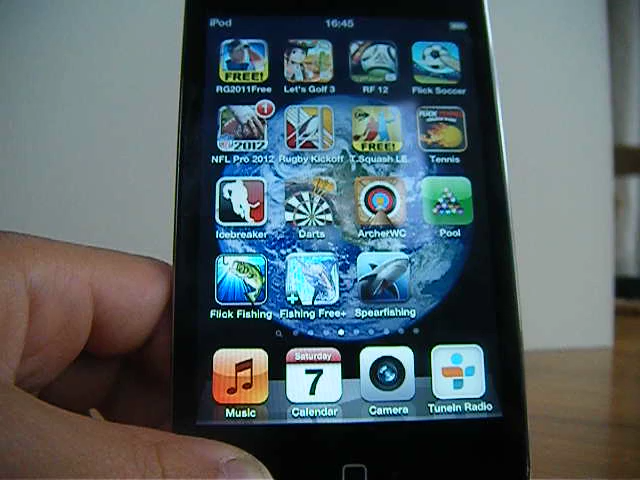 iPod 16:45
FREE!
RG2011Free Let's Golf 3 RF 12 Flick Soccer
1
2012 FREE!
NFL Pro 2012 Rugby Kickoff T.Squash LE Tennis
Icebreaker Darts ArcherWC Pool
Flick Fishing Fishing Free+ Spearfishing
Saturday
7
Music Calendar Camera TuneIn Radio